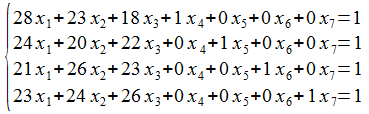 28x₁+23x₂+18x₃+1x₄+0x₅+0x₆+0x₇=1
24x₁+20x₂+22x₃+0x₄+1x₅+0x₆+0x₇=1
21x₁+26x₂+23x₃+0x₄+0x₅+1x₆+0x₇=1
23x₁+24x₂+26x₃+0x₄+0x₅+0x₆+1x₇=1